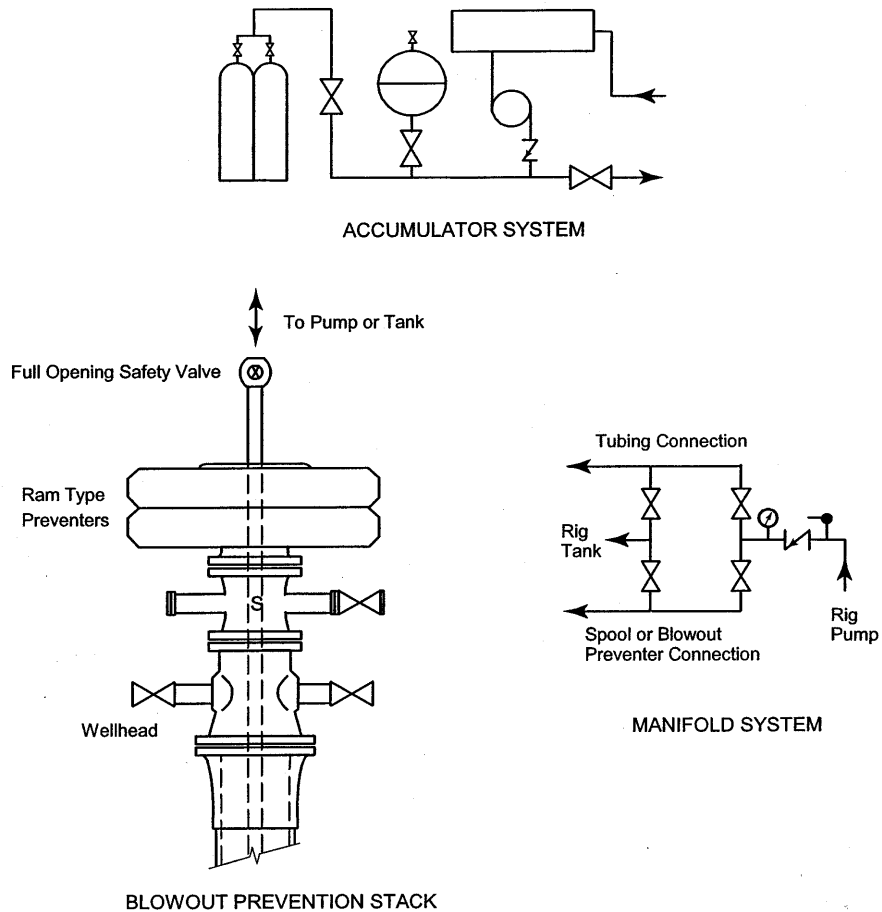 ACCUMULATOR SYSTEM
To Pump or Tank
Full Opening Safety Valve
Ram Type
Preventers
S
Wellhead
BLOWOUT PREVENTION STACK
Tubing Connection
Rig
Tank
Rig
Pump
Spool or Blowout
Preventer Connection
MANIFOLD SYSTEM